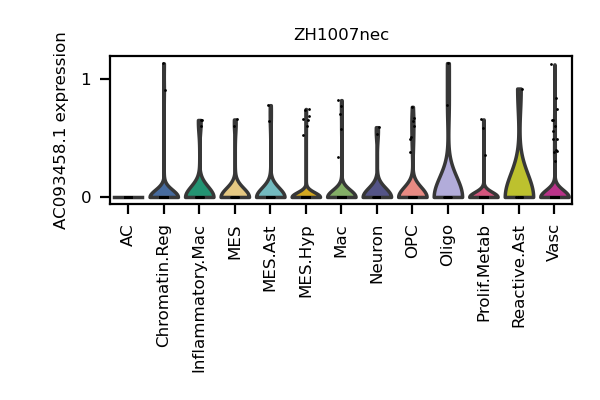 ZH1007nec
AC093458.1 expression
1
0
AC
Chromatin.Reg
Inflammatory.Mac
MES
MES.Ast
MES.Hyp
Mac
Neuron
OPC
Oligo
Prolif.Metab
Reactive.Ast
Vasc